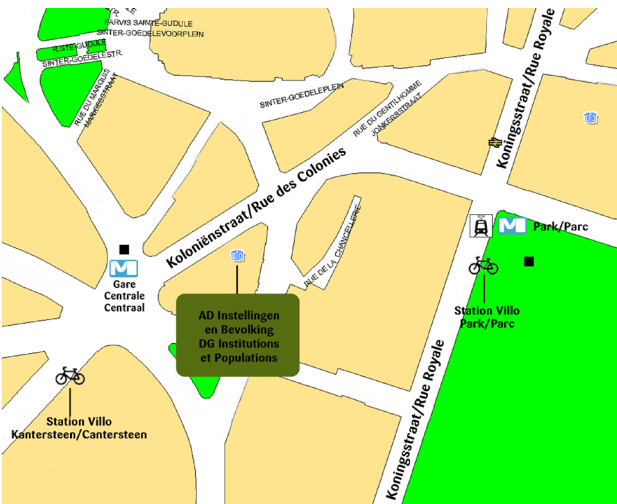 PARVIS SAINTE-GUDULE
SINTER-GOEDELEVOORPLEIN
R.STE-GUDULE
SINTER-GOEDELESTR.
RUE DU MARQUIS
MARKIESSTRAAT
SINTER-GOEDELEPLEIN
RUE DU GENTILHOMME
JONKERSSTRAAT
Koningsstraat/Rue Royale
Koloniënstraat/Rue des Colonies
RUE DE LA CHANCELLERIE
M
Park/Parc
M
Gare
Centrale
Centraal
Station Villo
Park/Parc
AD Instellingen
en Bevolking
DG Institutions
et Populations
Koningsstraat/Rue Royale
Station Villo
Kantersteen/Cantersteen